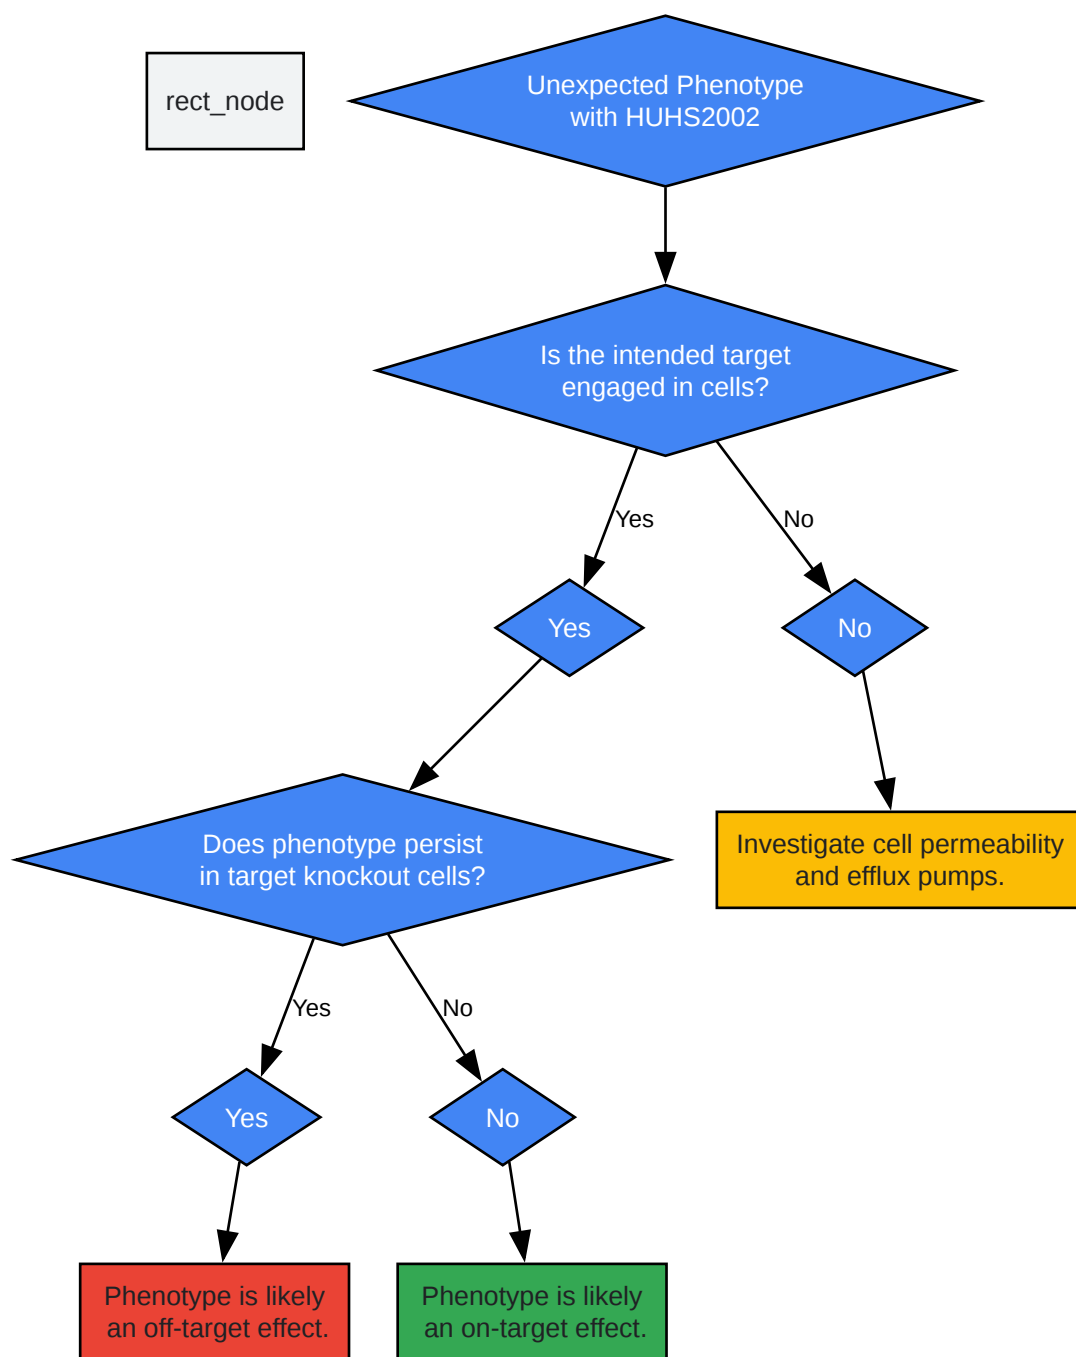 rect_node
Unexpected Phenotype
with HUHS2002
Is the intended target
engaged in cells?
Yes
No
Yes
No
Does phenotype persist
in target knockout cells?
Investigate cell permeability
and efflux pumps.
Yes
No
Yes
No
Phenotype is likely
an off-target effect.
Phenotype is likely
an on-target effect.